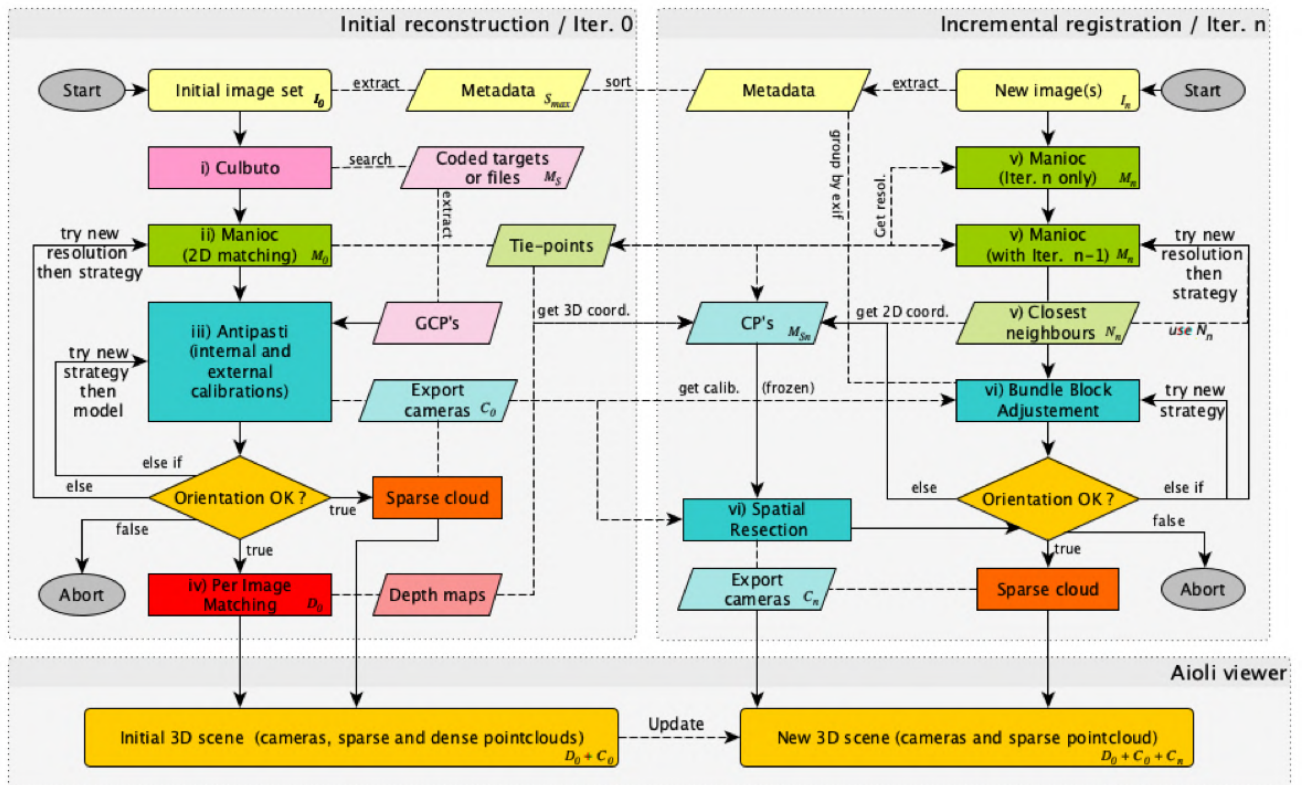 Initial reconstruction / Iter. 0
Start
Initial image set I₀
extract
Metadata Sₘₐₓ
sort
i) Culbuto
search
Coded targets
or files M_S
extract
try new
resolution
then strategy
ii) Manioc
(2D matching) M₀
Tie-points
iii) Antipasti
(internal and
external
calibrations)
GCP's
get 3D coord.
try new
strategy
then
model
Export
cameras C₀
else if
else
Orientation OK ?
true
Sparse cloud
false
true
Abort
iv) Per Image
Matching D₀
Depth maps
Incremental registration / Iter. n
Metadata
extract
New image(s)
Iₙ
Start
group by exif
Get resol.
v) Manioc
(Iter. n only) Mₙ
v) Manioc
(with Iter. n-1) Mₙ
try new
resolution
then
strategy
CP's
M_Sn
get 2D coord.
v) Closest
neighbours Nₙ
use Nₙ
get calib. (frozen)
vi) Bundle Block
Adjustement
try new
strategy
else
Orientation OK ?
else if
vi) Spatial
Resection
false
true
Export
cameras Cₙ
Sparse cloud
Abort
Aioli viewer
Initial 3D scene (cameras, sparse and dense pointclouds)
D₀ + C₀
Update
New 3D scene (cameras and sparse pointcloud)
D₀ + C₀ + Cₙ